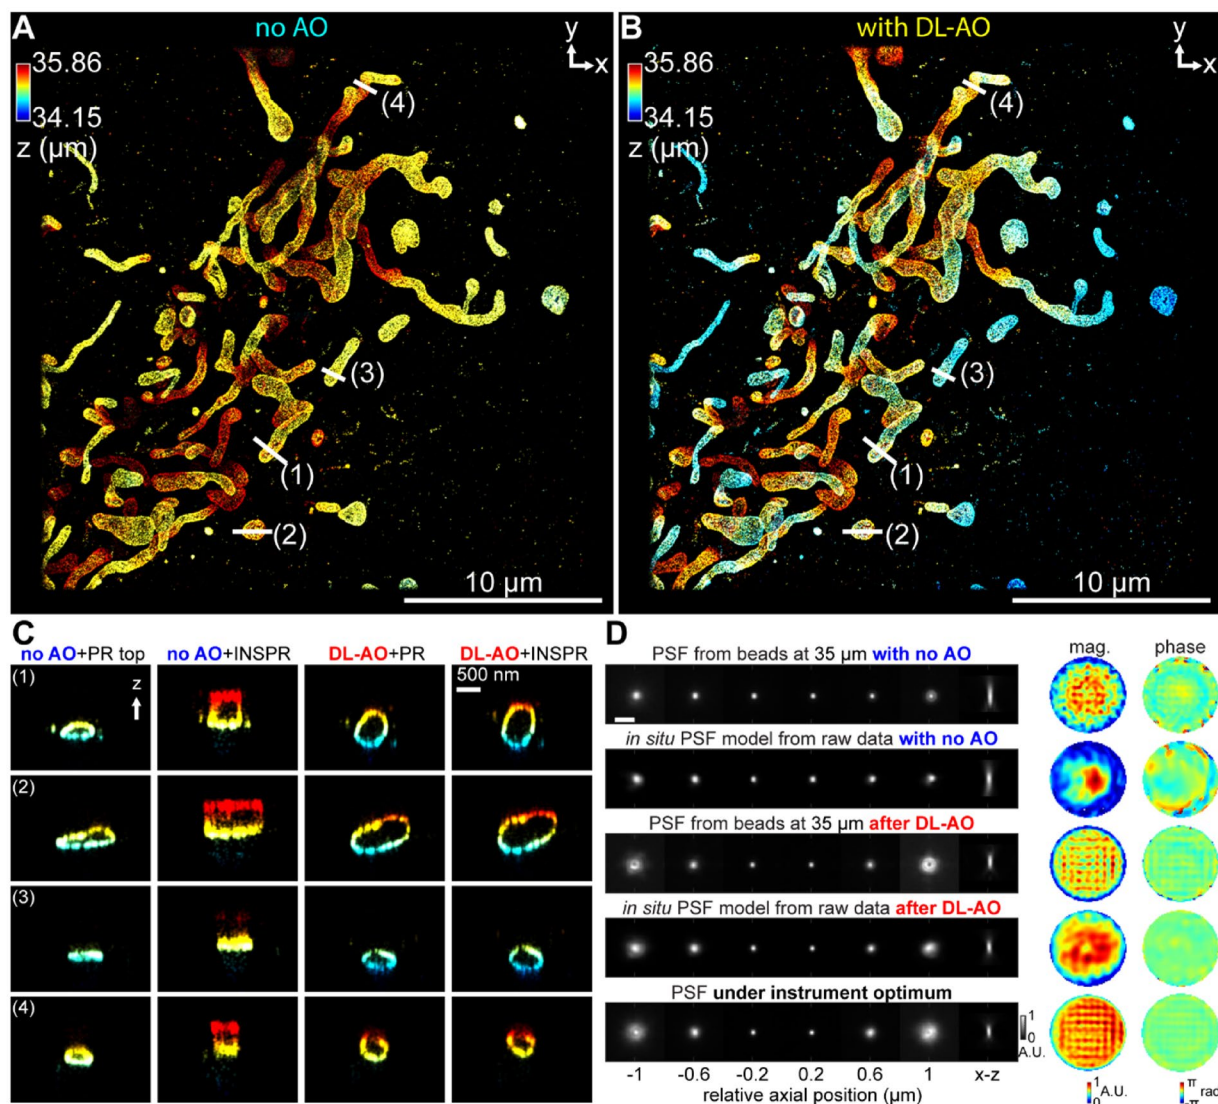 A
no AO
y
x
35.86
34.15
z (µm)
(4)
(3)
(1)
(2)
10 µm
B
with DL-AO
y
x
35.86
34.15
z (µm)
(4)
(3)
(1)
(2)
10 µm
C
no AO+PR top
no AO+INSPR
DL-AO+PR
DL-AO+INSPR
(1)
z
500 nm
(2)
(3)
(4)
D
mag.
phase
PSF from beads at 35 µm with no AO
in situ PSF model from raw data with no AO
PSF from beads at 35 µm after DL-AO
in situ PSF model from raw data after DL-AO
PSF under instrument optimum
1
0
A.U.
-1 -0.6 -0.2 0.2 0.6 1 x-z
relative axial position (µm)
1
0
A.U.
π
-π
rad